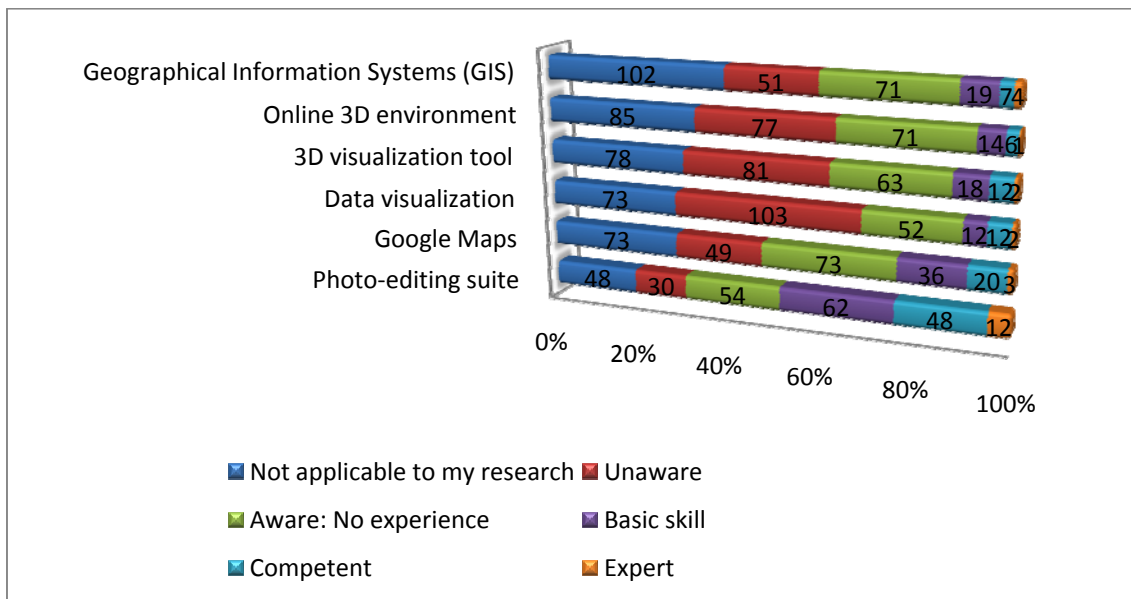 Geographical Information Systems (GIS)
102 51 71 19 7 4
Online 3D environment
85 77 71 14 6 1
3D visualization tool
78 81 63 18 12 2
Data visualization
73 103 52 12 12 2
Google Maps
73 49 73 36 20 3
Photo-editing suite
48 30 54 62 48 12
0% 20% 40% 60% 80% 100%
Not applicable to my research Unaware
Aware: No experience Basic skill
Competent Expert